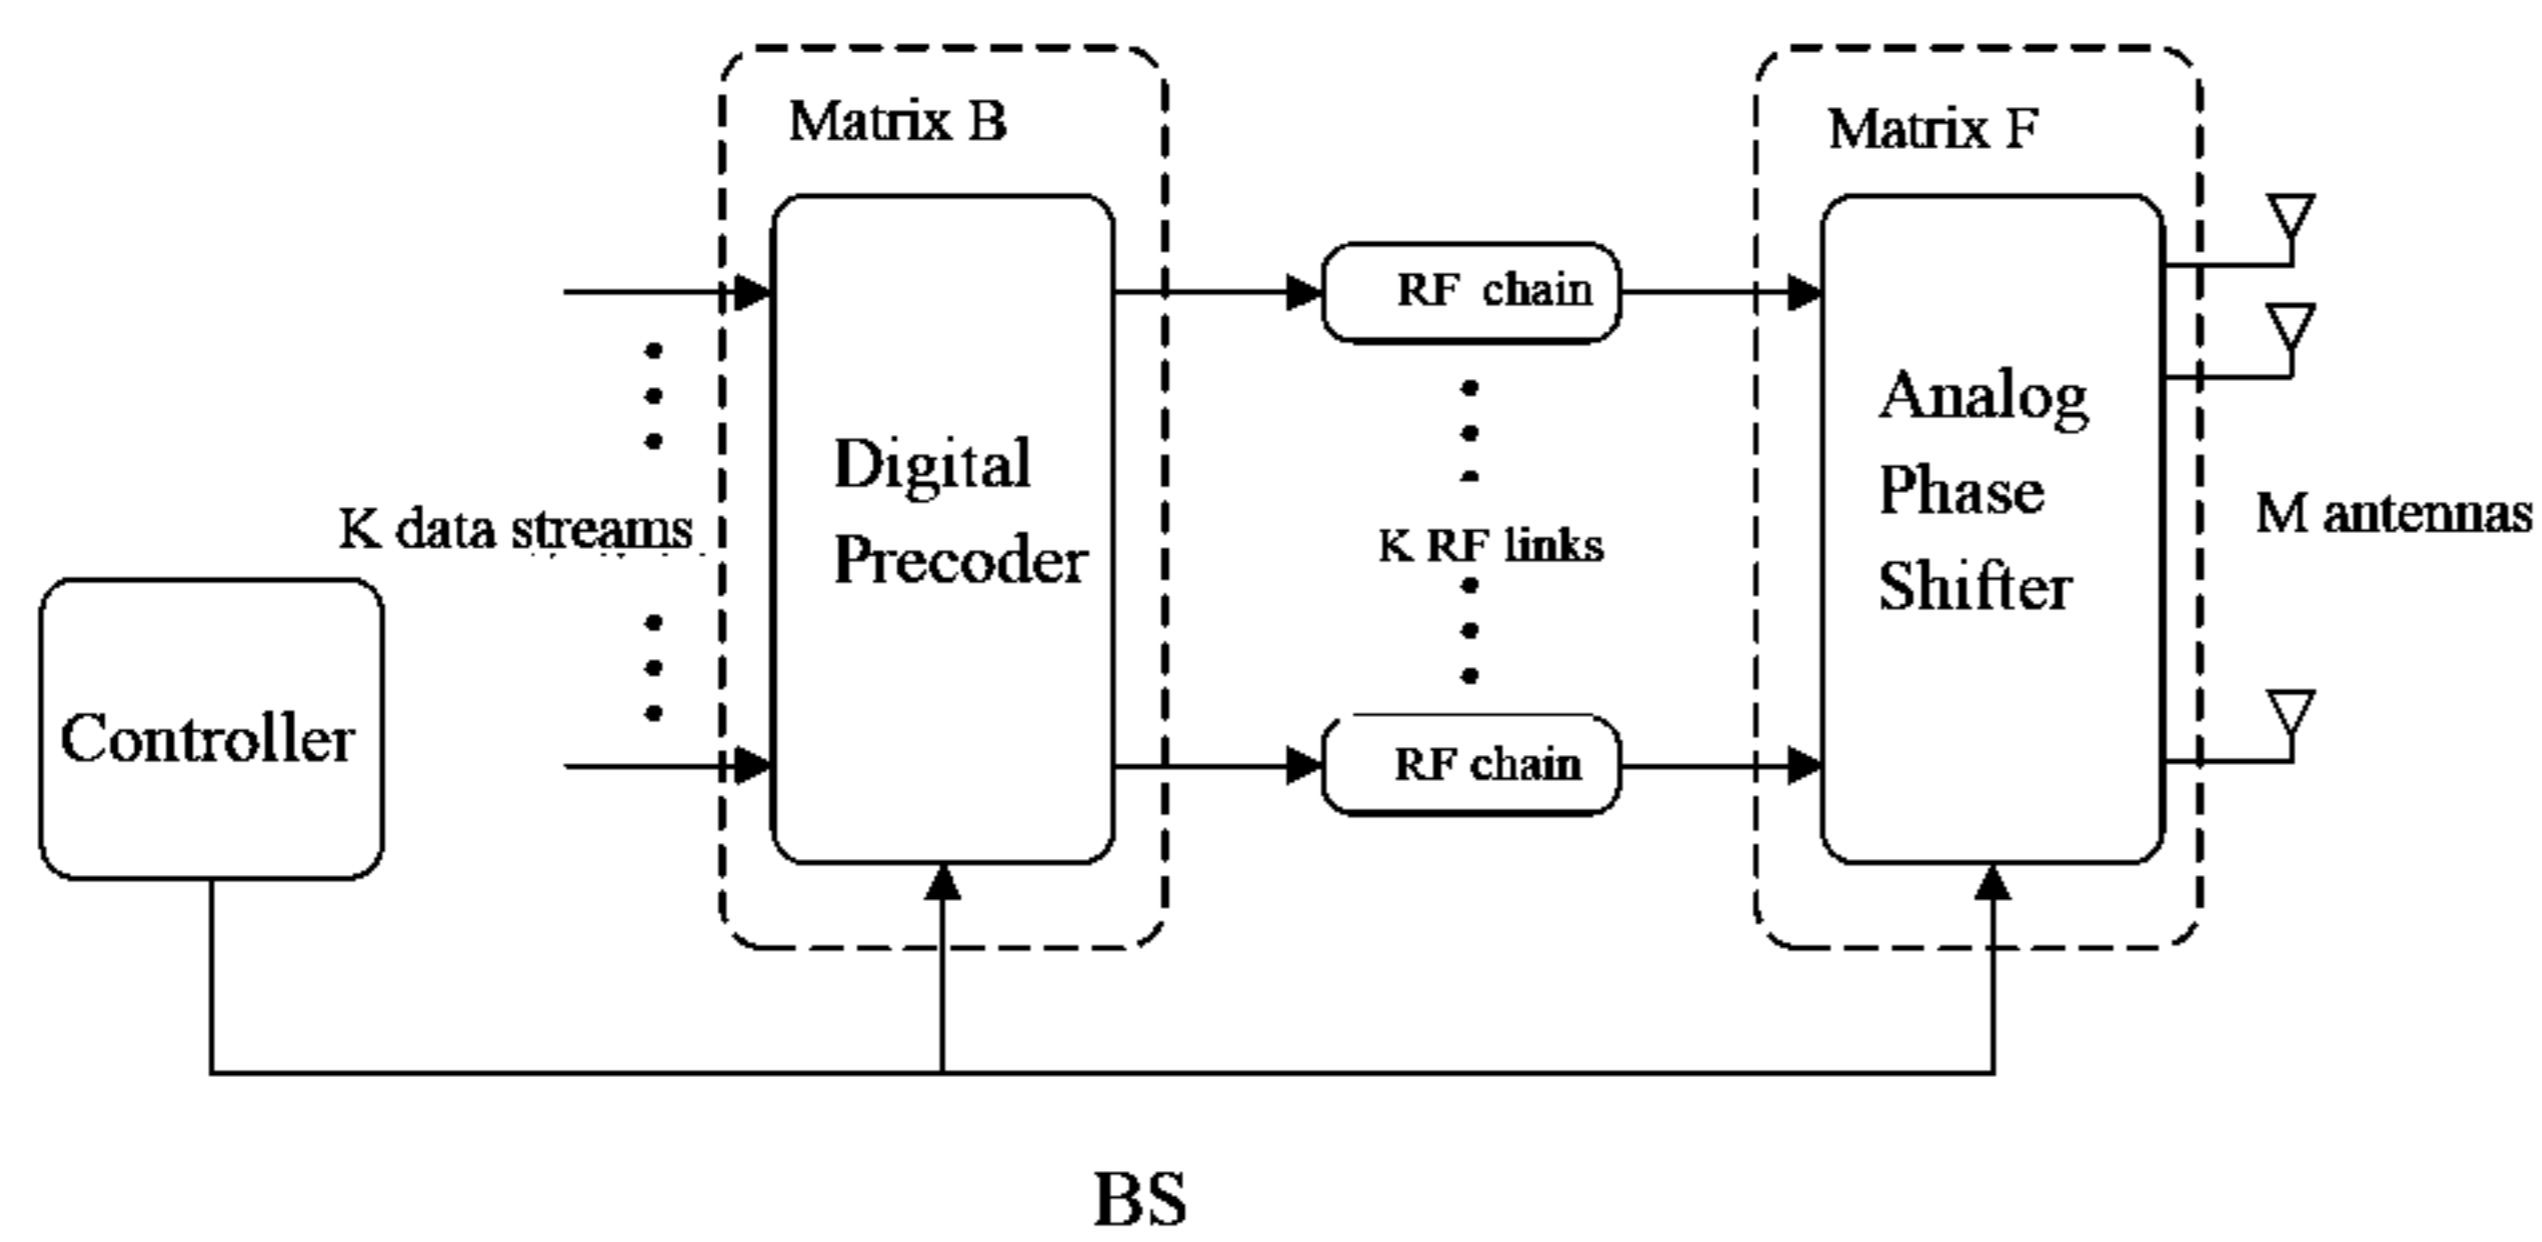 Matrix B
Matrix F
RF chain
Analog
Phase
Shifter
Digital
Precoder
K data streams
K RF links
M antennas
Controller
RF chain
BS